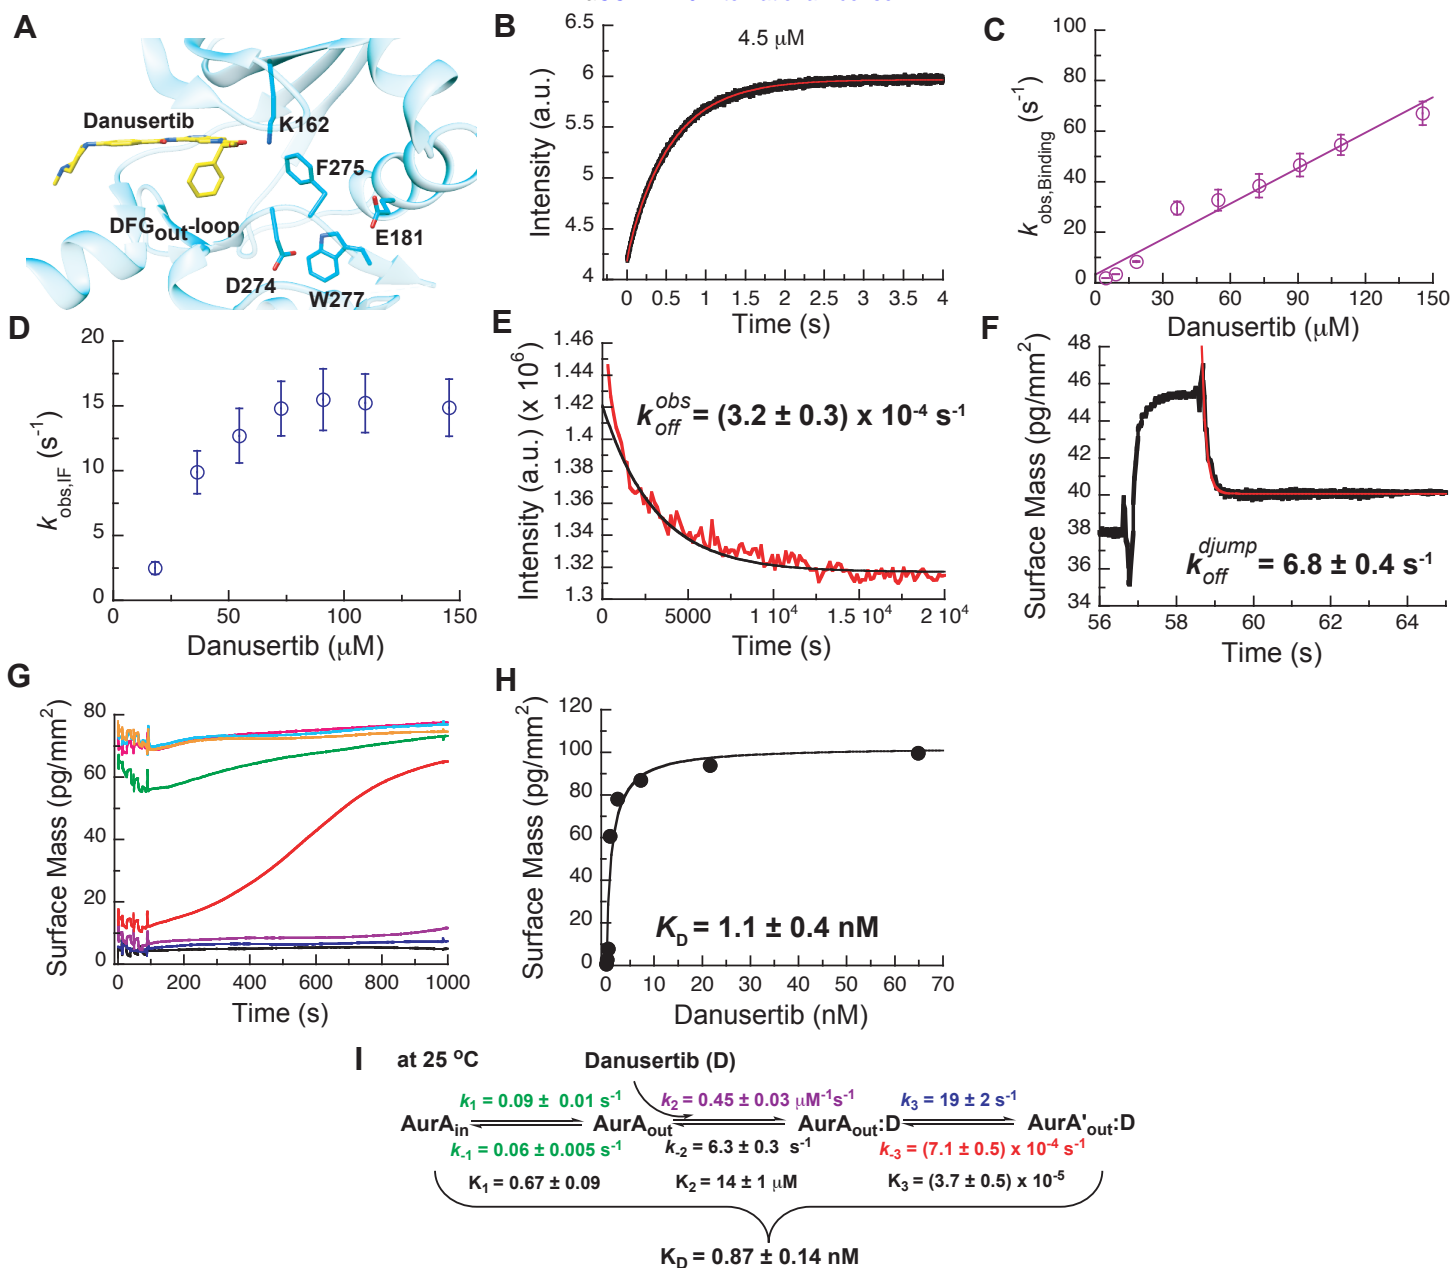 A
Danusertib
K162
F275
DFGout-loop
E181
D274
W277
B
4.5 μM
Intensity (a.u.)
6.5
6
5.5
5
4.5
4
0 0.5 1 1.5 2 2.5 3 3.5 4
Time (s)
C
kobs,Binding (s-1)
100
80
60
40
20
0
0 30 60 90 120 150
Danusertib (μM)
D
kobs,IF (s-1)
20
15
10
5
0
0 50 100 150
Danusertib (μM)
E
Intensity (a.u.) (x 10^6)
1.46
1.44
1.42
1.4
1.38
1.36
1.34
1.32
1.3
k_off^obs = (3.2 ± 0.3) x 10-4 s-1
0 5000 1 10^4 1.5 10^4 2 10^4
Time (s)
F
Surface Mass (pg/mm2)
48
46
44
42
40
38
36
34
k_off^djump = 6.8 ± 0.4 s-1
56 58 60 62 64
Time (s)
G
Surface Mass (pg/mm2)
80
60
40
20
0
0 200 400 600 800 1000
Time (s)
H
Surface Mass (pg/mm2)
120
100
80
60
40
20
0
KD = 1.1 ± 0.4 nM
0 10 20 30 40 50 60 70
Danusertib (nM)
I at 25 °C Danusertib (D)
k1 = 0.09 ± 0.01 s-1 k2 = 0.45 ± 0.03 μM-1s-1 k3 = 19 ± 2 s-1
AurAin AurAout AurAout:D AurA'out:D
k-1 = 0.06 ± 0.005 s-1 k-2 = 6.3 ± 0.3 s-1 k-3 = (7.1 ± 0.5) x 10-4 s-1
K1 = 0.67 ± 0.09 K2 = 14 ± 1 μM K3 = (3.7 ± 0.5) x 10-5
KD = 0.87 ± 0.14 nM